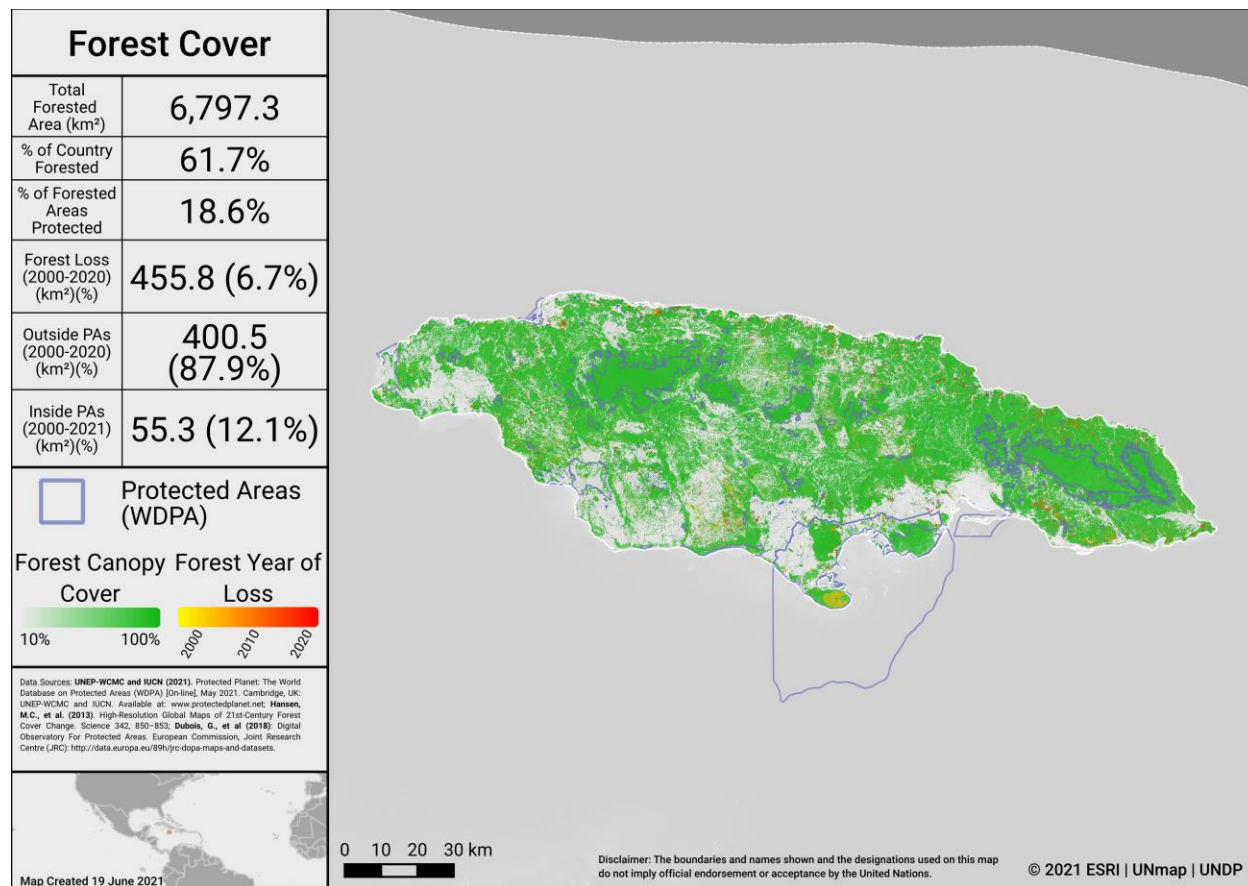 Forest Cover
Total
Forested
Area (km²)
6,797.3
% of Country
Forested
61.7%
% of Forested
Areas
Protected
18.6%
Forest Loss
(2000-2020)
(km²)(%)
455.8 (6.7%)
Outside PAs
(2000-2020)
(km²)(%)
400.5
(87.9%)
Inside PAs
(2000-2021)
(km²)(%)
55.3 (12.1%)
Protected Areas
(WDPA)
Forest Canopy
Cover
10% 100%
Forest Year of
Loss
2000 2010 2020
Data Sources: UNEP-WCMC and IUCN (2021). Protected Planet: The World
Database on Protected Areas (WDPA) [On-line], May 2021. Cambridge, UK:
UNEP-WCMC and IUCN. Available at: www.protectedplanet.net; Hansen,
M.C., et al. (2013). High-Resolution Global Maps of 21st-Century Forest
Cover Change. Science 342, 850–853; Dubois, G., et al (2018): Digital
Observatory For Protected Areas. European Commission, Joint Research
Centre (JRC): http://data.europa.eu/89h/jrc-dopa-maps-and-datasets.
Map Created 19 June 2021
0 10 20 30 km
Disclaimer: The boundaries and names shown and the designations used on this map
do not imply official endorsement or acceptance by the United Nations.
© 2021 ESRI | UNmap | UNDP